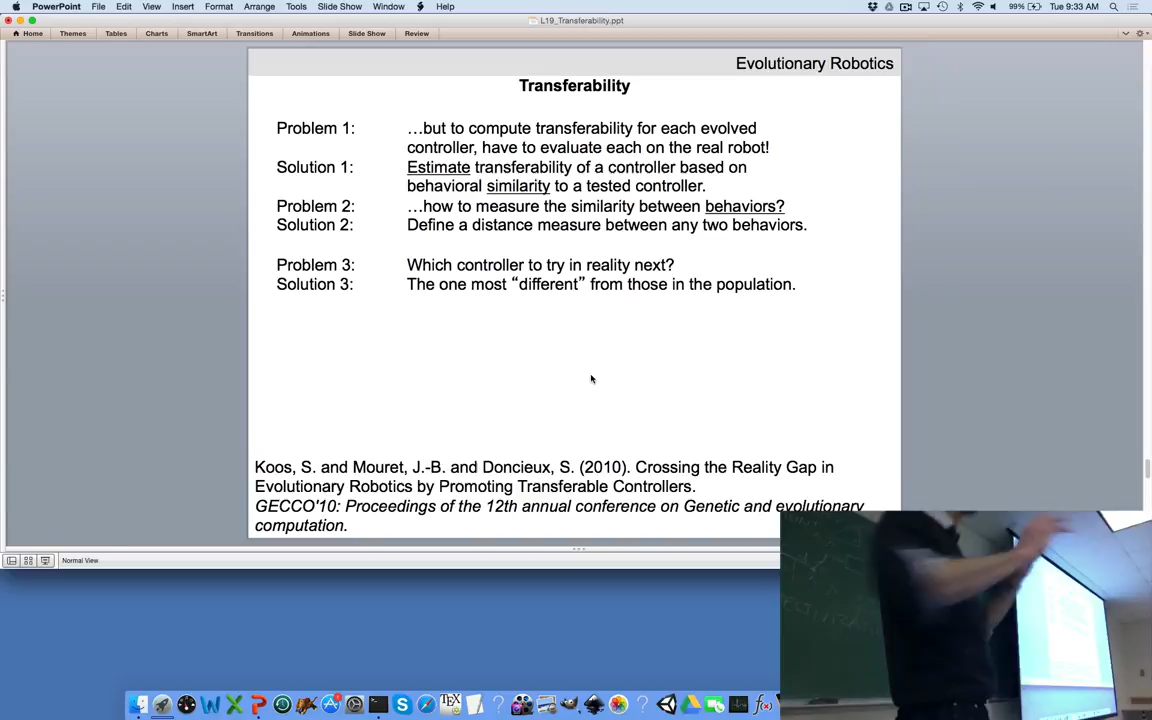 PowerPoint File Edit View Insert Format Arrange Tools Slide Show Window Help 99% Tue 9:33 AM
L19_Transferability.ppt
Home Themes Tables Charts SmartArt Transitions Animations Slide Show Review
Evolutionary Robotics
Transferability
Problem 1: …but to compute transferability for each evolved
controller, have to evaluate each on the real robot!
Solution 1: Estimate transferability of a controller based on
behavioral similarity to a tested controller.
Problem 2: …how to measure the similarity between behaviors?
Solution 2: Define a distance measure between any two behaviors.
Problem 3: Which controller to try in reality next?
Solution 3: The one most “different” from those in the population.
Koos, S. and Mouret, J.-B. and Doncieux, S. (2010). Crossing the Reality Gap in
Evolutionary Robotics by Promoting Transferable Controllers.
GECCO'10: Proceedings of the 12th annual conference on Genetic and evolutionary
computation.
Normal View